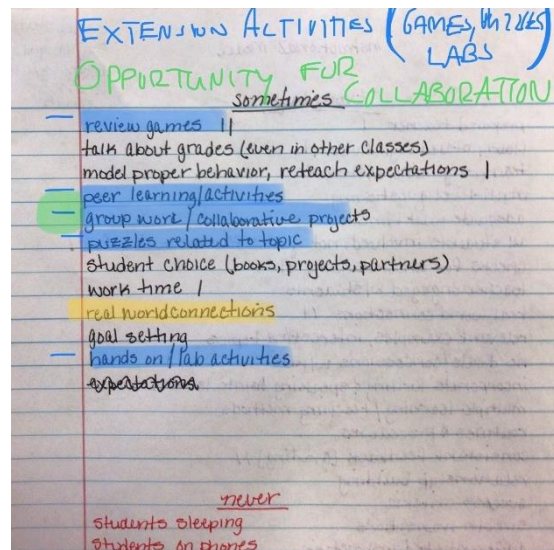 EXTENSION ACTIVITIES (GAMES, PUZZLES
LABS
OPPORTUNITY FOR
COLLABORATION
sometimes
review games ||
talk about grades (even in other classes)
model proper behavior, reteach expectations |
peer learning/activities
group work / collaborative projects
puzzles related to topic
student choice (books, projects, partners)
work time |
real world connections
goal setting
hands on / lab activities
expectations
never
students sleeping
students on phones